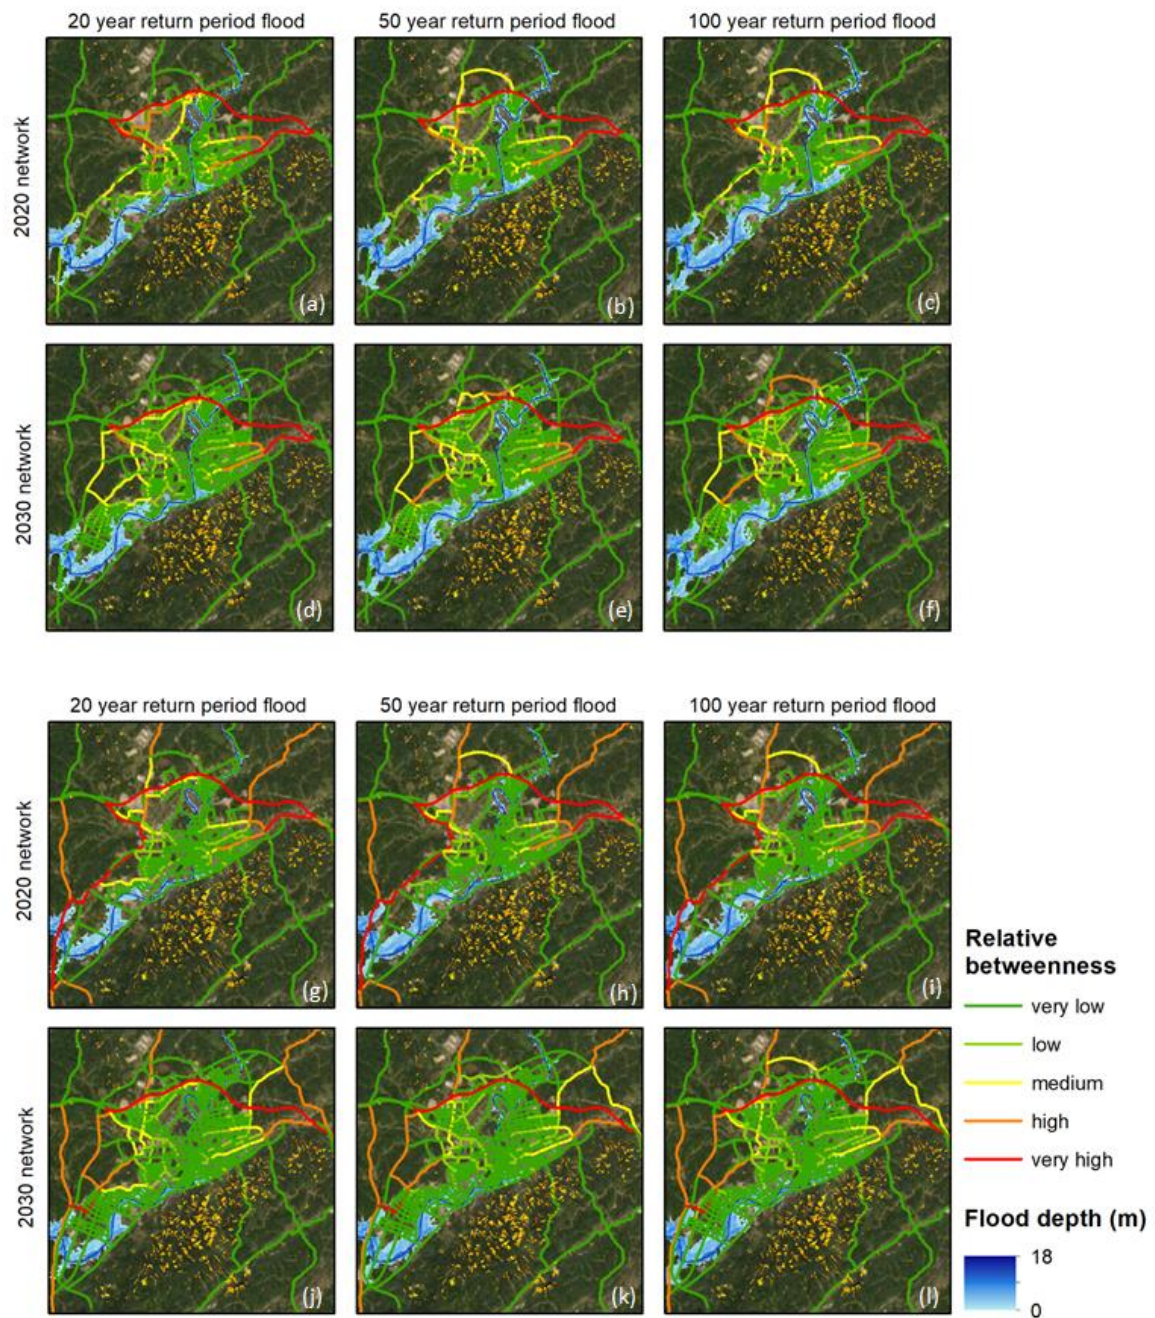 20 year return period flood
50 year return period flood
100 year return period flood
2020 network
(a)
(b)
(c)
2030 network
(d)
(e)
(f)
20 year return period flood
50 year return period flood
100 year return period flood
2020 network
(g)
(h)
(i)
2030 network
(j)
(k)
(l)
Relative
betweenness
very low
low
medium
high
very high
Flood depth (m)
18
0